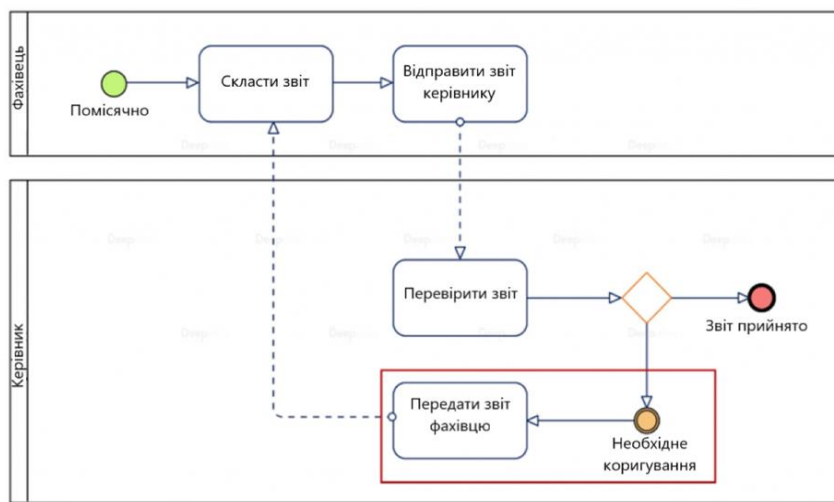 Фахівець
Помісячно
Скласти звіт
Відправити звіт
керівнику
Керівник
Перевірити звіт
Звіт прийнято
Передати звіт
фахівцю
Необхідне
коригування